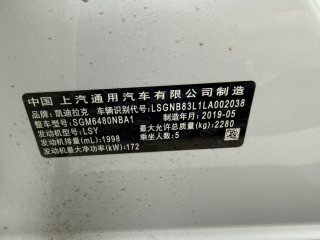 中国 上汽通用汽车有限公司制造
品牌：凯迪拉克 车辆识别代号：LSGNB83L1LA002038
整车型号：SGM6480NBA1 制造年月：2019-05
发动机型号：LSY 最大允许总质量(kg)：2280
发动机排量(mL)：1998 乘坐人数：5
发动机最大净功率(kW)：172